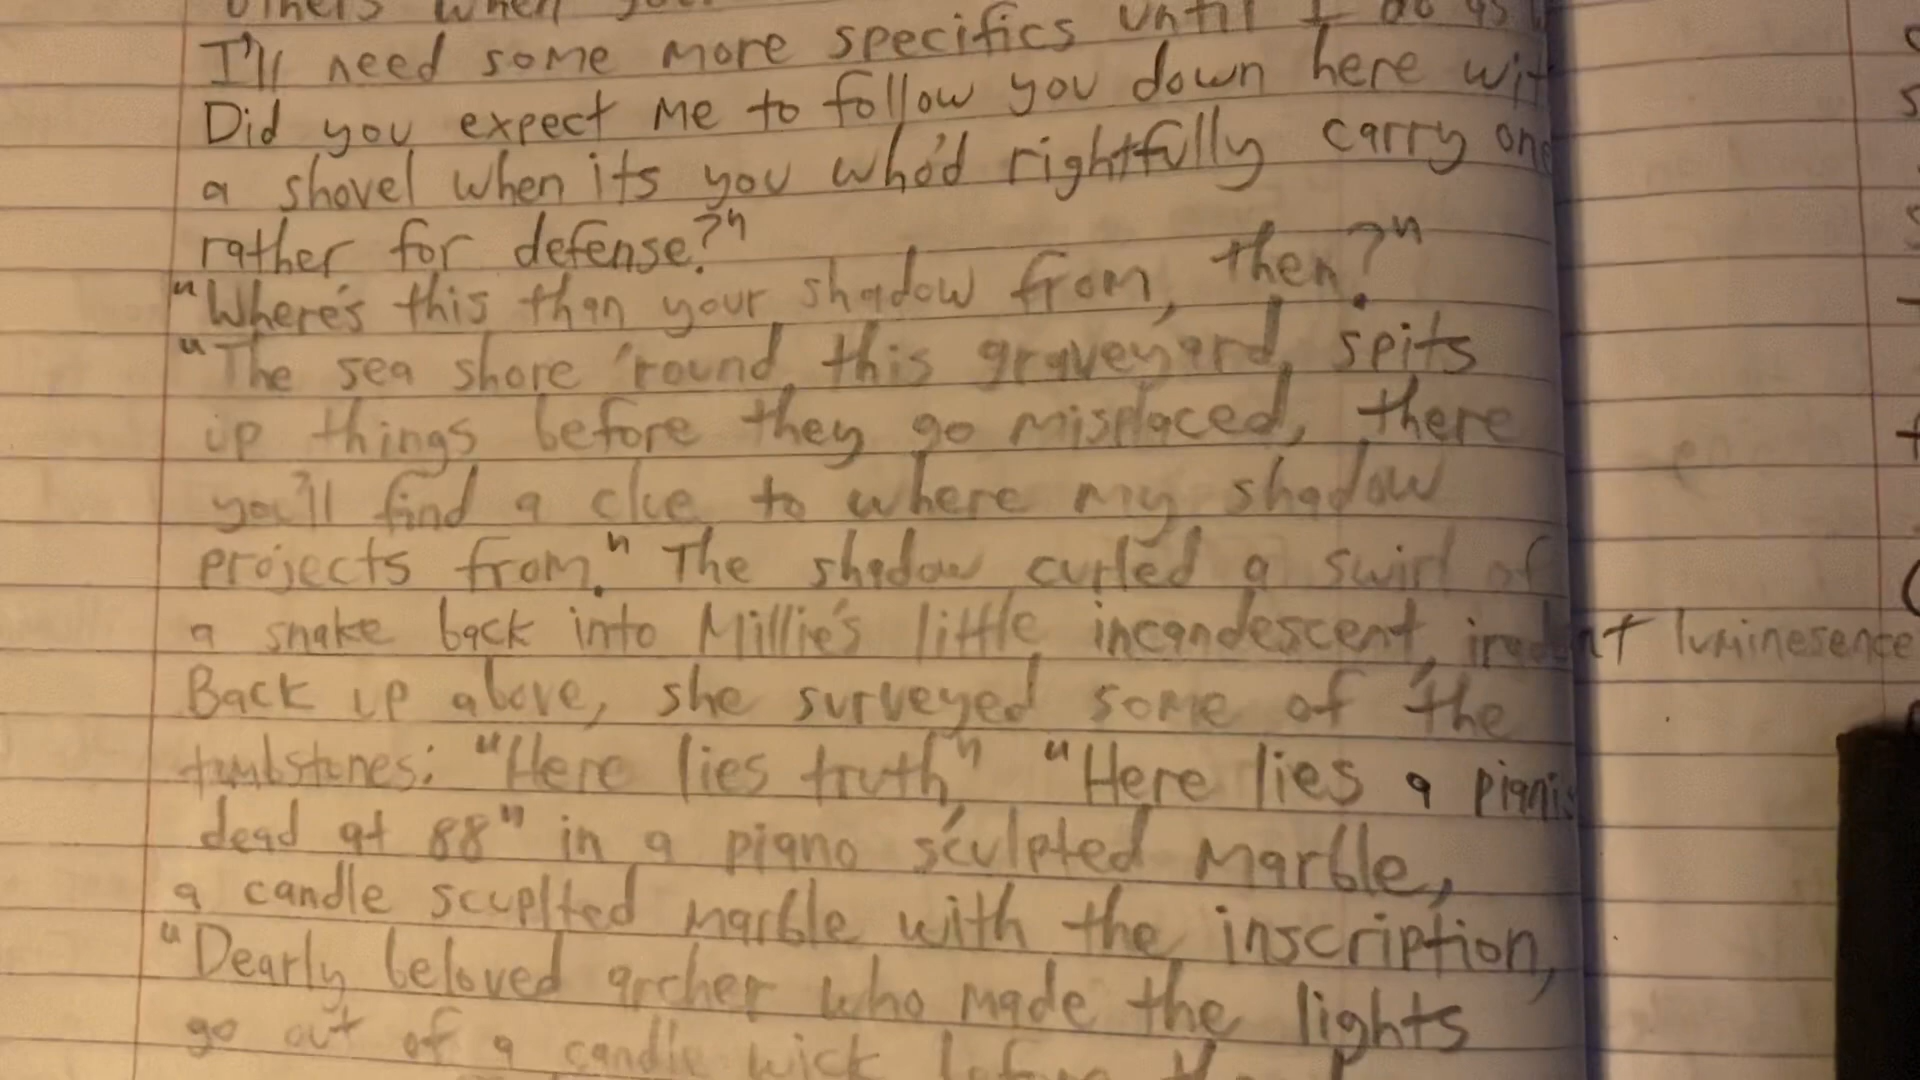 others when
I'll need some more specifics until I do as
Did you expect me to follow you down here wit
a shovel when its you who'd rightfully carry one
rather for defense?"
"Where's this than your shadow from, then?"
"The sea shore 'round this graveyard spits
up things before they go misplaced, there
you'll find a clue to where my shadow
projects from." The shadow curled a swirl of
a snake back into Millie's little incandescent, luminesence
Back up above, she surveyed some of the
tumbstones: "Here lies truth," "Here lies a pianis
dead at 88" in a piano sculpted marble,
a candle scuplted marble with the inscription,
"Dearly beloved archer who made the lights
go out of a candle wick before